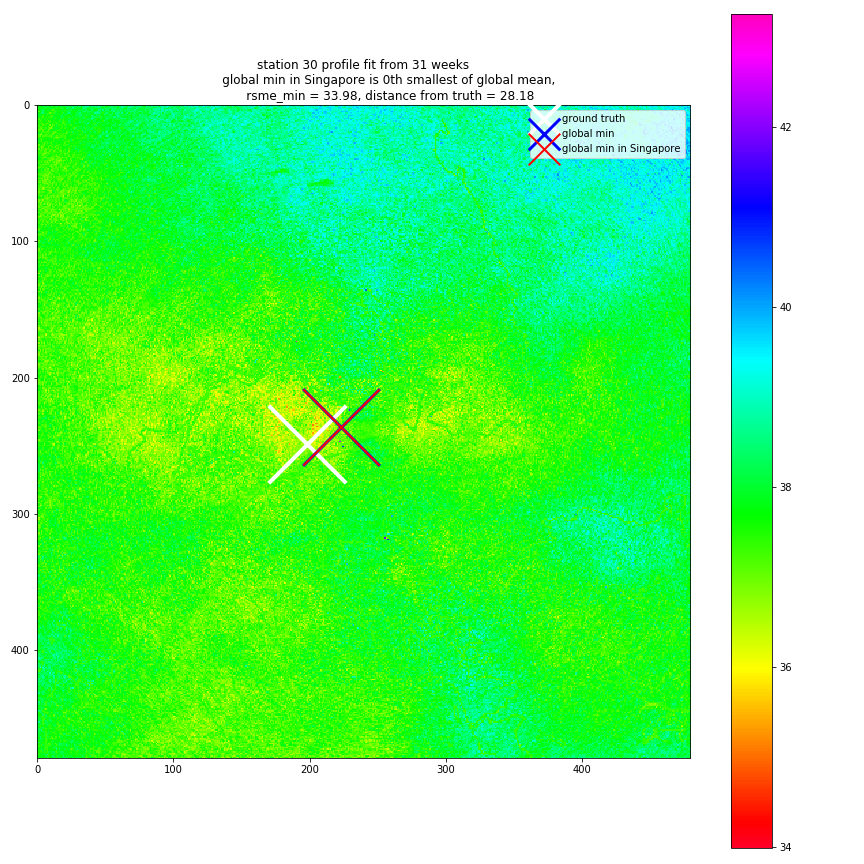 station 30 profile fit from 31 weeks
global min in Singapore is 0th smallest of global mean,
rsme_min = 33.98, distance from truth = 28.18
ground truth
global min
global min in Singapore
0
100
200
300
400
0
100
200
300
400
42
40
38
36
34